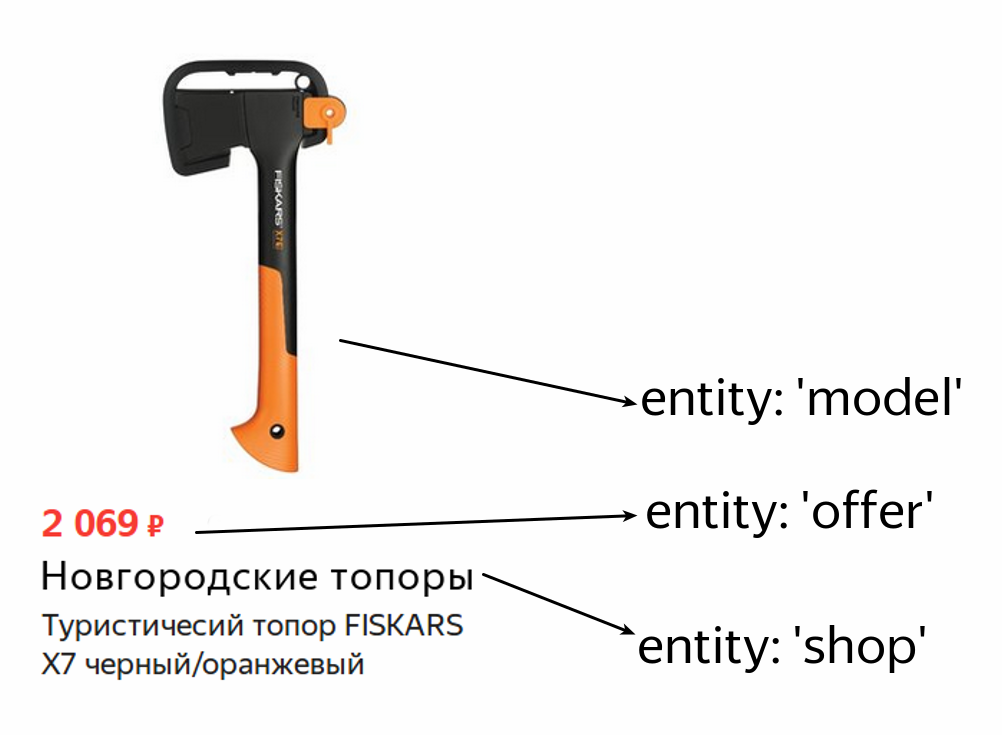 FISKARS X7
entity: 'model'
2 069 ₽
entity: 'offer'
Новгородские топоры
Туристичесий топор FISKARS
X7 черный/оранжевый
entity: 'shop'